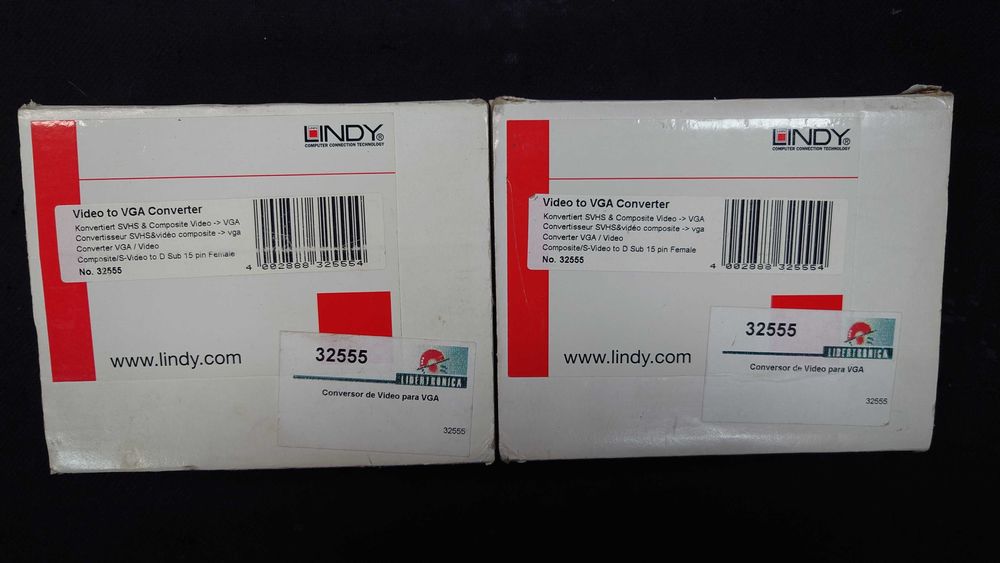 LINDY®
COMPUTER CONNECTION TECHNOLOGY
Video to VGA Converter
Konvertiert SVHS & Composite Video -> VGA
Convertisseur SVHS&vidéo composite -> vga
Converter VGA / Video
Composite/S-Video to D Sub 15 pin Female
No. 32555
4 002888 325554
www.lindy.com
32555
LIBERTRONICA
Conversor de Video para VGA
32555
LINDY®
COMPUTER CONNECTION TECHNOLOGY
Video to VGA Converter
Konvertiert SVHS & Composite Video -> VGA
Convertisseur SVHS&vidéo composite -> vga
Converter VGA / Video
Composite/S-Video to D Sub 15 pin Female
No. 32555
4 002888 325554
www.lindy.com
32555
LIBERTRONICA
Conversor de Video para VGA
32555